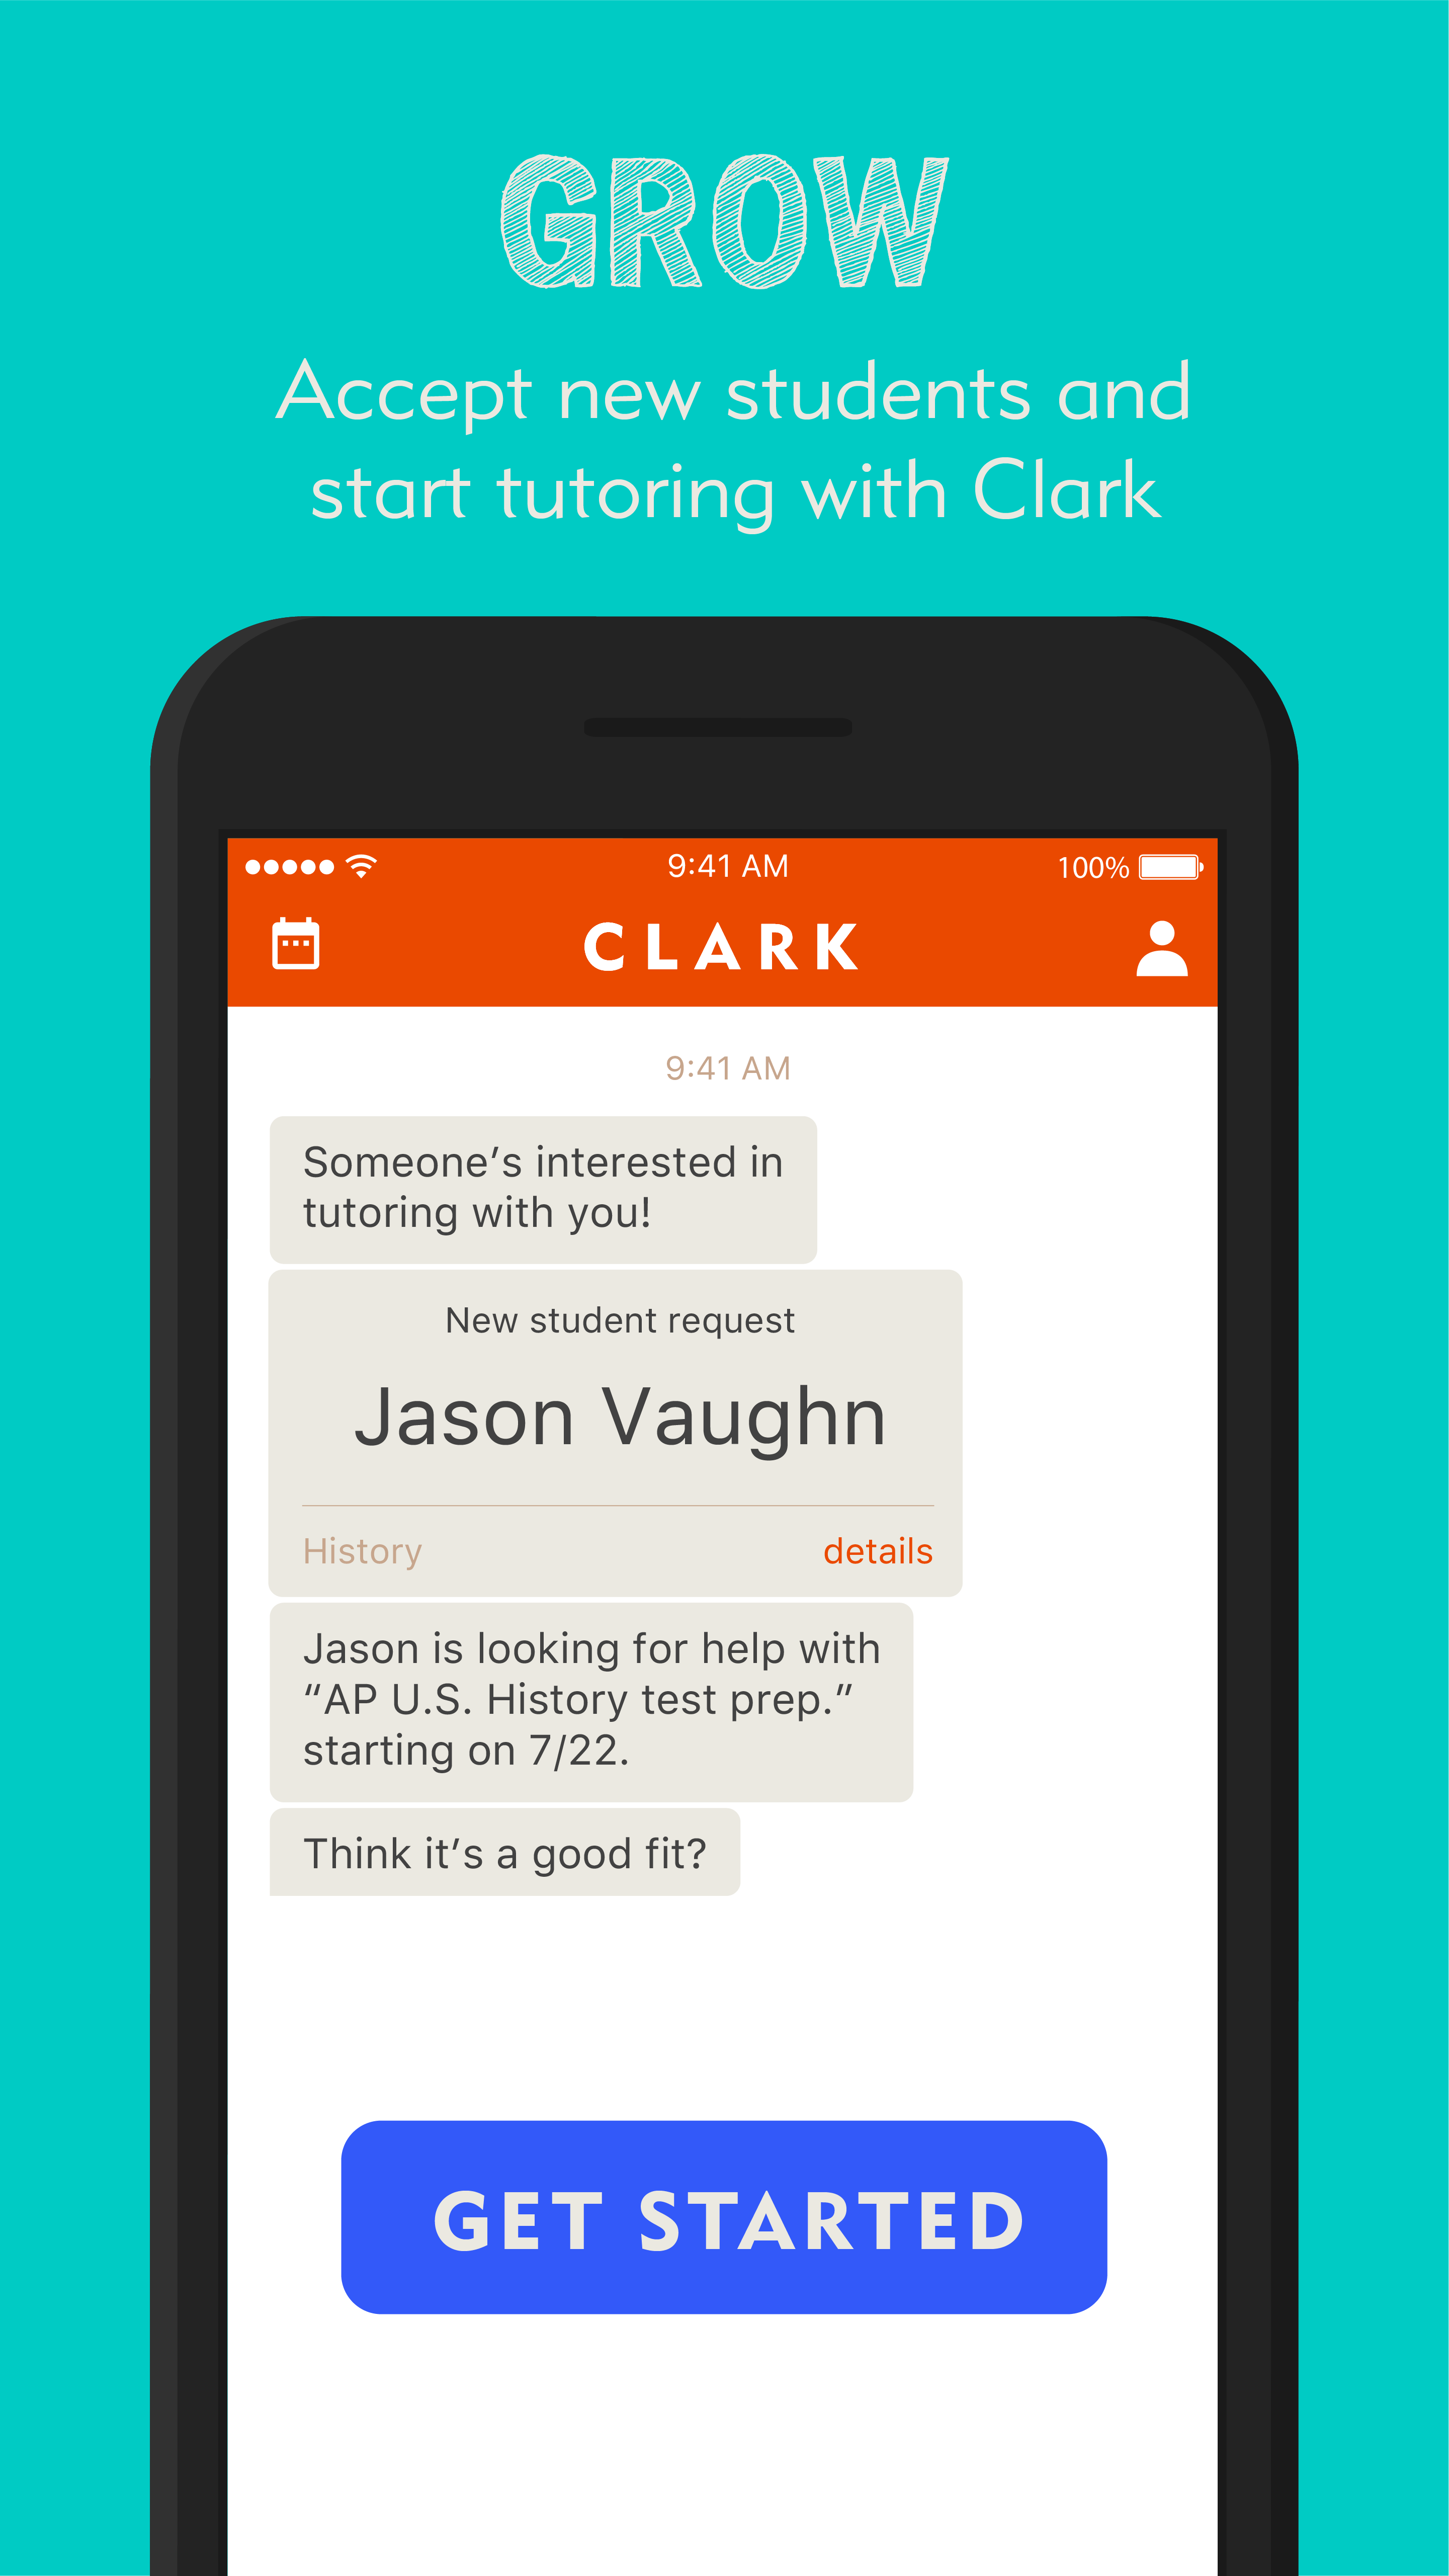 GROW
Accept new students and
start tutoring with Clark
9:41 AM
100%
CLARK
9:41 AM
Someone’s interested in
tutoring with you!
New student request
Jason Vaughn
History
details
Jason is looking for help with
“AP U.S. History test prep.”
starting on 7/22.
Think it’s a good fit?
GET STARTED